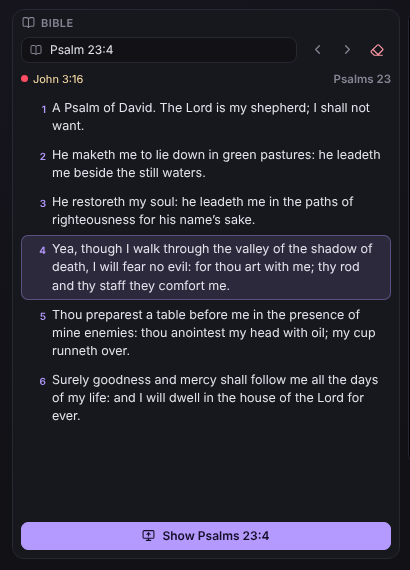 BIBLE
Psalm 23:4
John 3:16
Psalms 23
1 A Psalm of David. The Lord is my shepherd; I shall not
want.
2 He maketh me to lie down in green pastures: he leadeth
me beside the still waters.
3 He restoreth my soul: he leadeth me in the paths of
righteousness for his name’s sake.
4 Yea, though I walk through the valley of the shadow of
death, I will fear no evil: for thou art with me; thy rod
and thy staff they comfort me.
5 Thou preparest a table before me in the presence of
mine enemies: thou anointest my head with oil; my cup
runneth over.
6 Surely goodness and mercy shall follow me all the days
of my life: and I will dwell in the house of the Lord for
ever.
Show Psalms 23:4